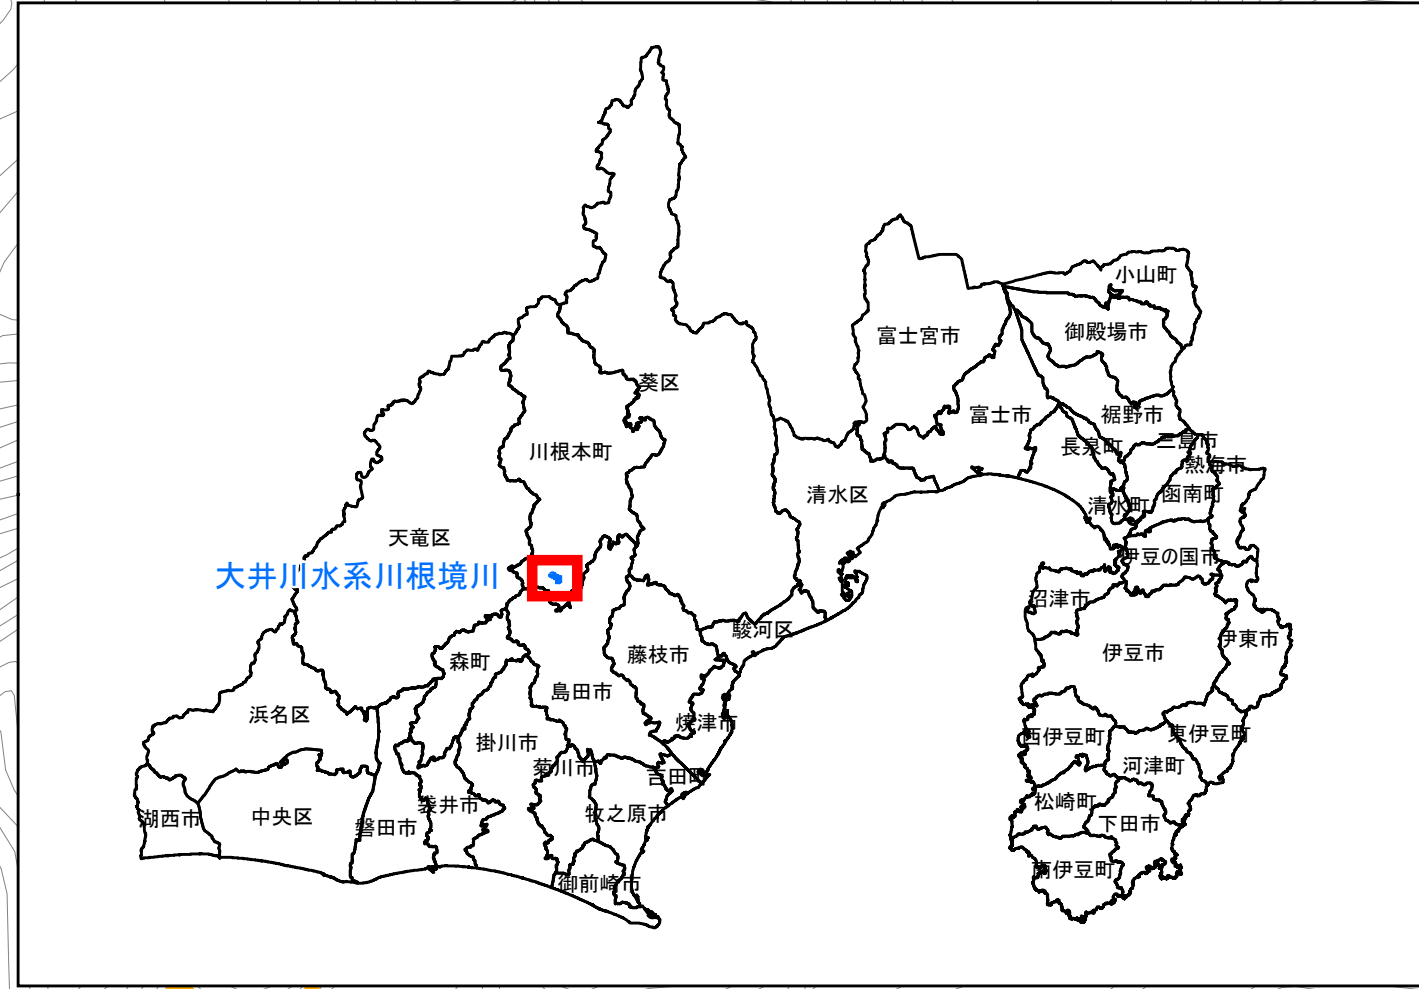 小山町
御殿場市
富士宮市
葵区
富士市
裾野市
三島市
長泉町
川根本町
熱海市
函南町
清水区
清水町
天竜区
伊豆の国市
大井川水系川根境川
沼津市
駿河区
伊東市
藤枝市
伊豆市
森町
島田市
浜名区
焼津市
東伊豆町
西伊豆町
掛川市
河津町
菊川市
吉田町
松崎町
袋井市
牧之原市
中央区
湖西市
下田市
磐田市
南伊豆町
御前崎市